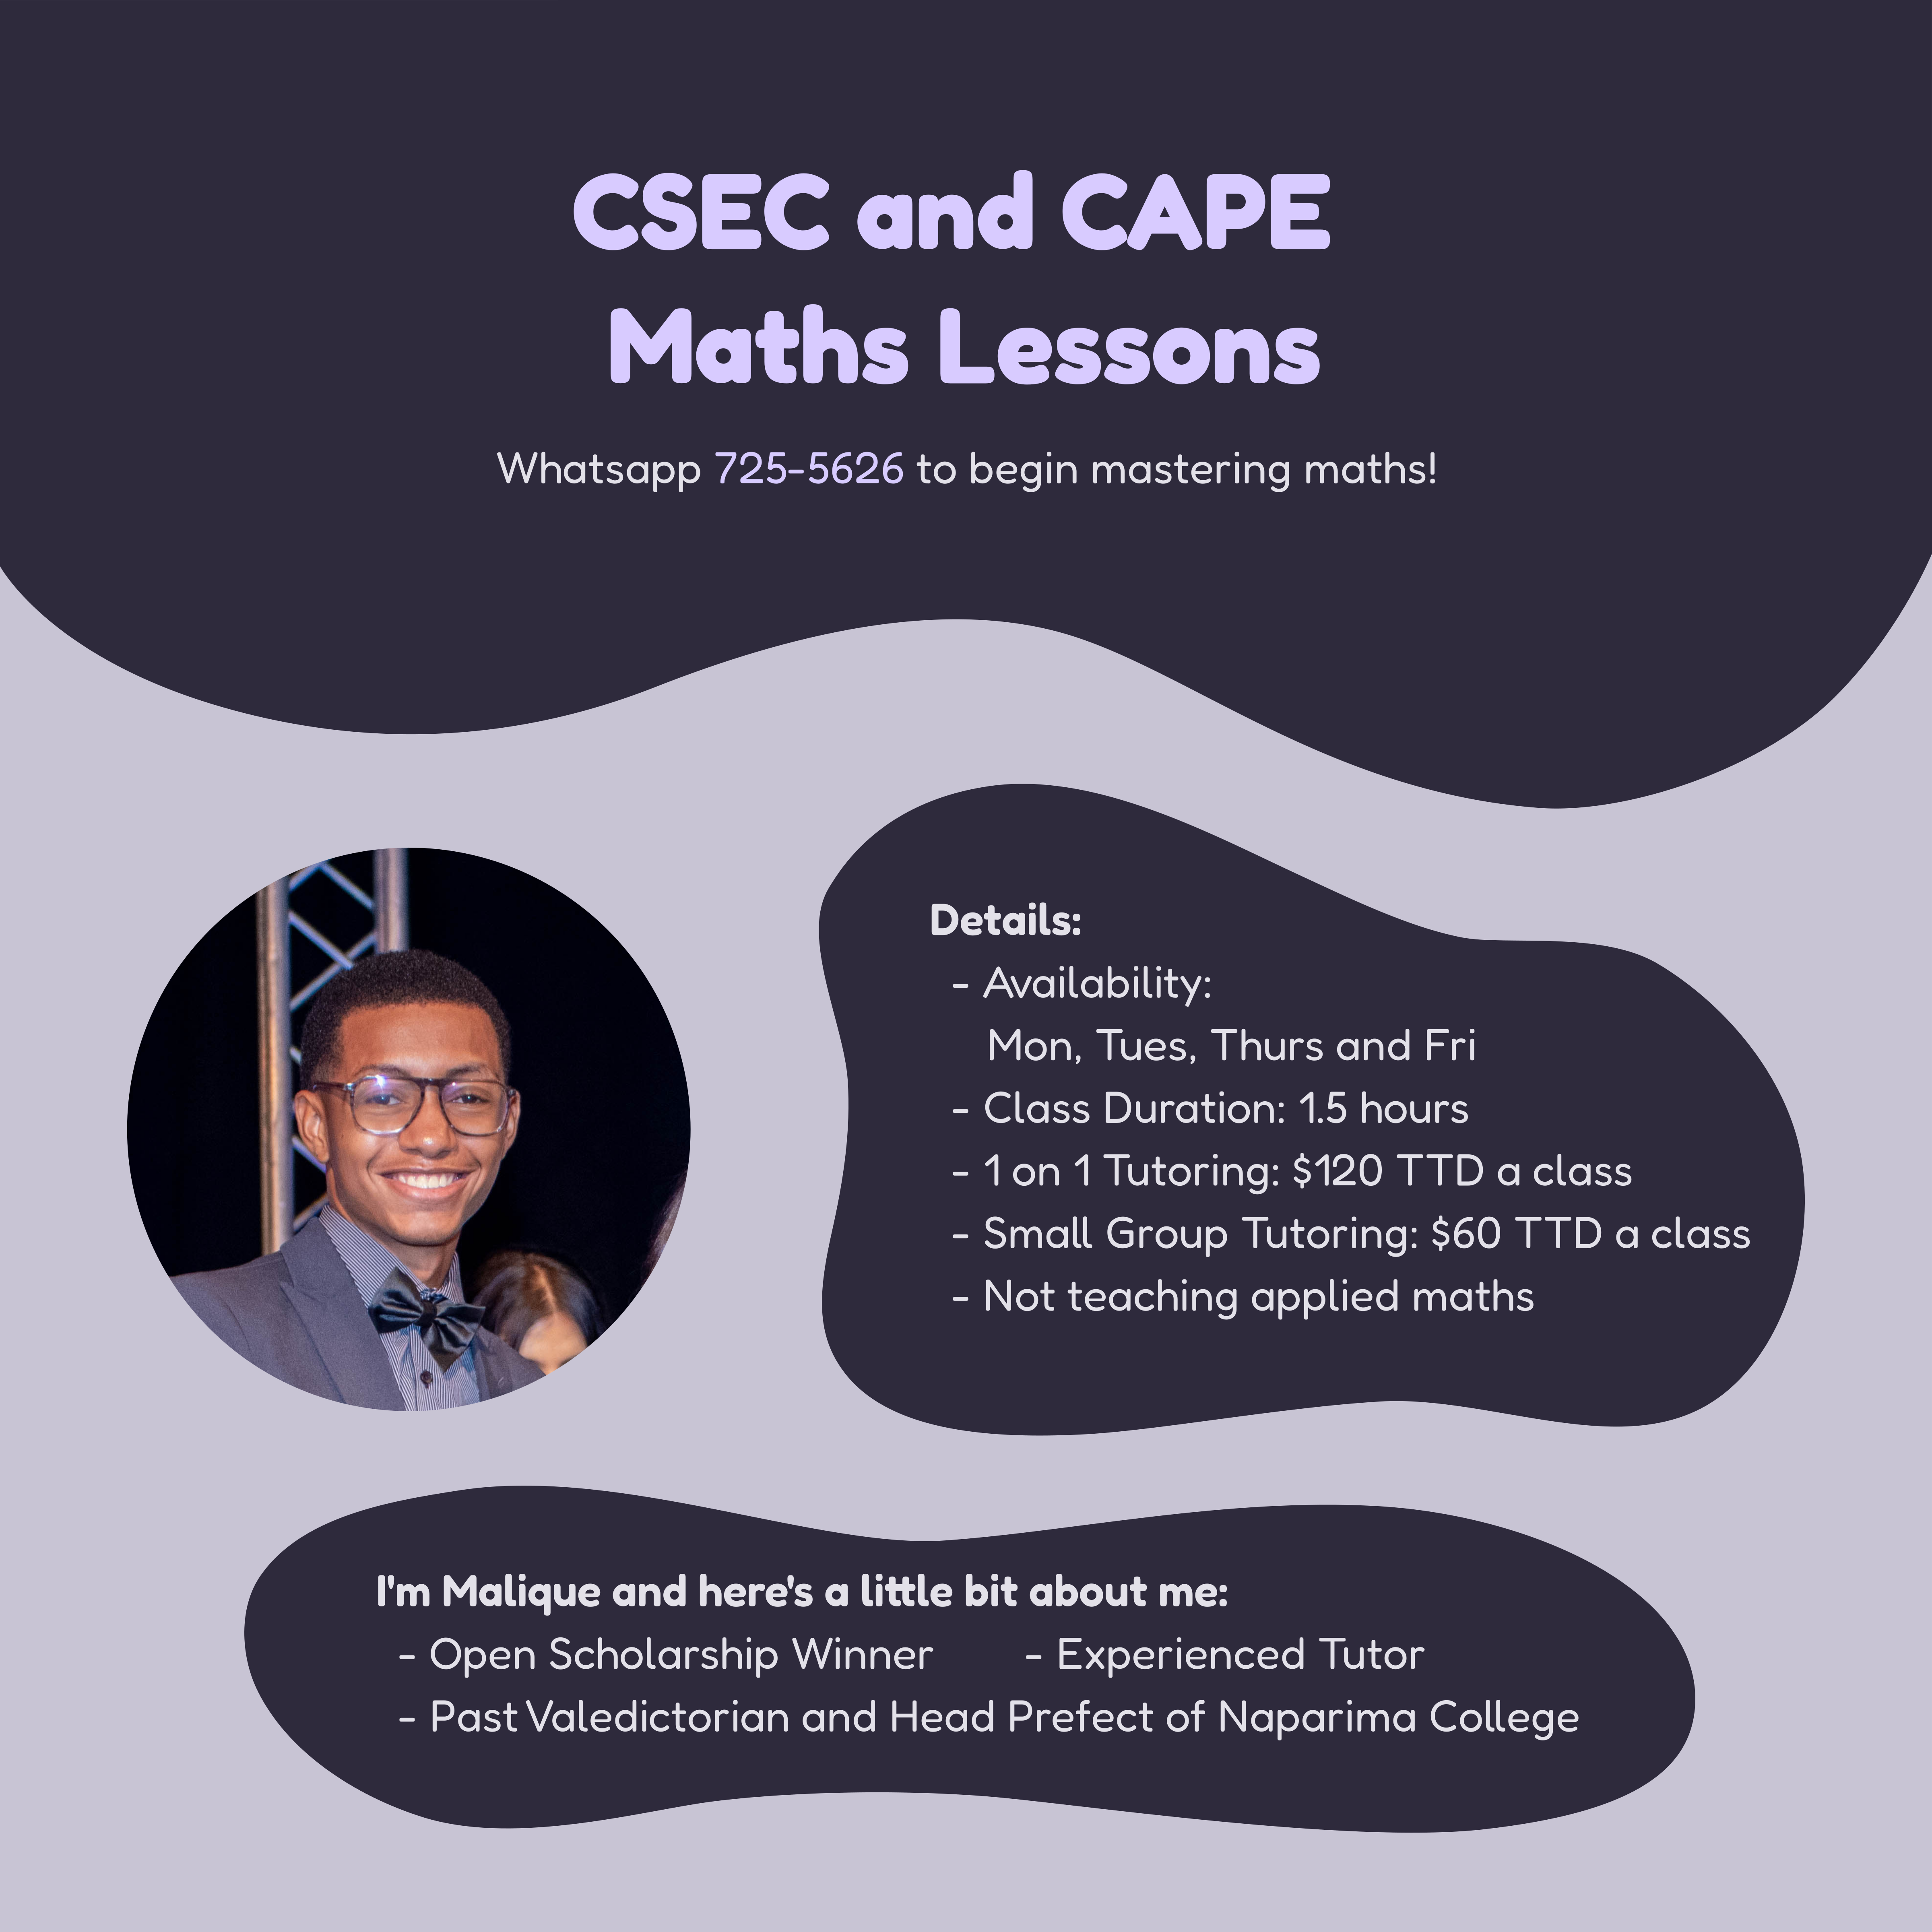 CSEC and CAPE
Maths Lessons
Whatsapp 725-5626 to begin mastering maths!
Details:
- Availability:
Mon, Tues, Thurs and Fri
- Class Duration: 1.5 hours
- 1 on 1 Tutoring: $120 TTD a class
- Small Group Tutoring: $60 TTD a class
- Not teaching applied maths
I'm Malique and here's a little bit about me:
- Open Scholarship Winner - Experienced Tutor
- Past Valedictorian and Head Prefect of Naparima College